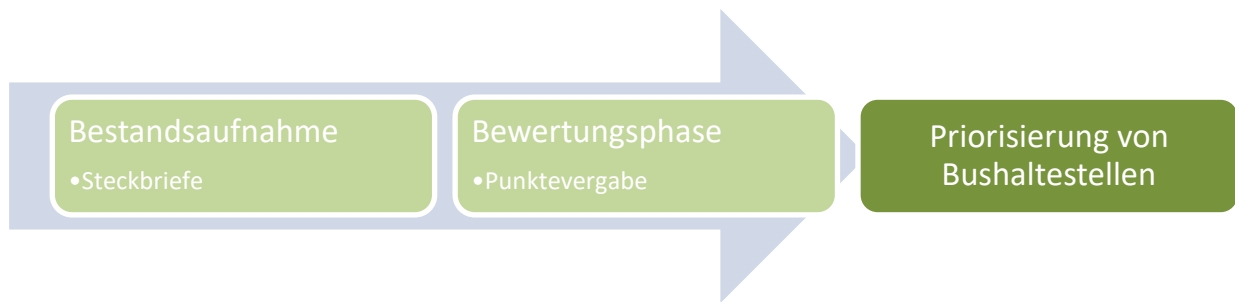 Bestandsaufnahme
•Steckbriefe
Bewertungsphase
•Punktevergabe
Priorisierung von
Bushaltestellen